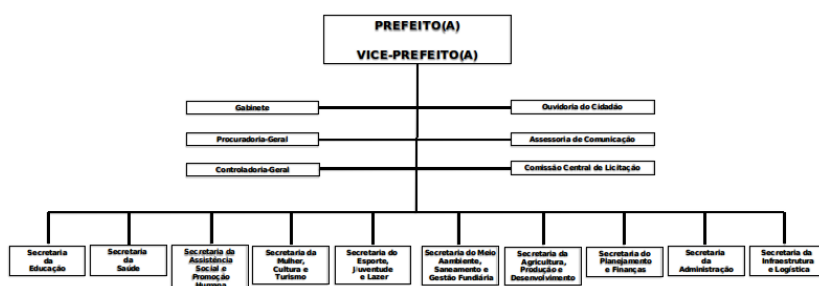 PREFEITO(A)
VICE-PREFEITO(A)
Gabinete
Ouvidoria do Cidadão
Procuradoria-Geral
Assessoria de Comunicação
Controladoria-Geral
Comissão Central de Licitação
Secretaria
da
Educação
Secretaria
da
Saúde
Secretaria da
Assistência
Social e
Promoção
Humana
Secretaria da
Mulher,
Cultura e
Turismo
Secretaria do
Esporte,
Juventude
e Lazer
Secretaria do Meio
Aambiente,
Saneamento e
Gestão Fundiária
Secretaria da
Agricultura,
Produção e
Desenvolvimento
Secretaria do
Planejamento
e Finanças
Secretaria
da
Administração
Secretaria da
Infraestrutura
e Logística